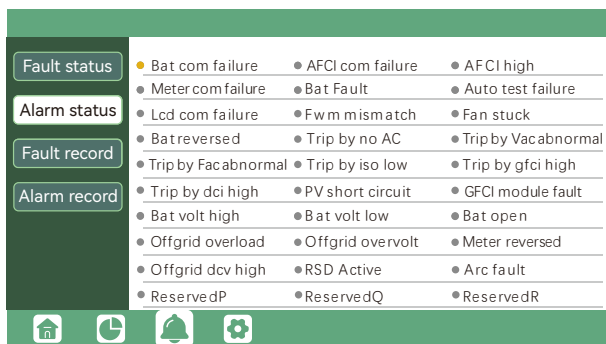 Fault status
Alarm status
Fault record
Alarm record
Bat com failure AFCI com failure AFCI high
Meter com failure Bat Fault Auto test failure
Lcd com failure Fwm mismatch Fan stuck
Bat reversed Trip by no AC Trip by Vac abnormal
Trip by Fac abnormal Trip by iso low Trip by gfci high
Trip by dci high PV short circuit GFCI module fault
Bat volt high Bat volt low Bat open
Offgrid overload Offgrid overvolt Meter reversed
Offgrid dcv high RSD Active Arc fault
ReservedP ReservedQ ReservedR